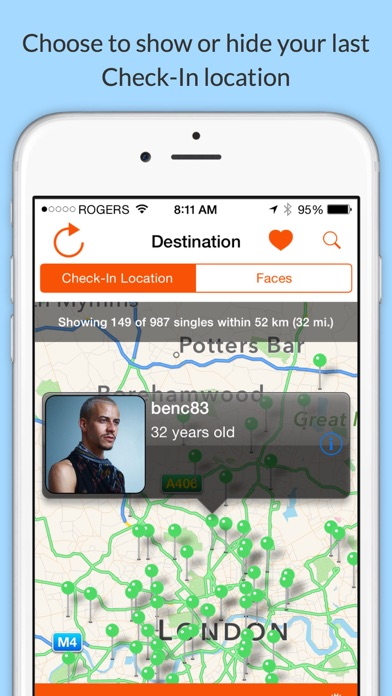 Choose to show or hide your last
Check-In location
ROGERS 8:11 AM 95%
Destination
Check-In Location Faces
Showing 149 of 987 singles within 52 km (32 mi.)
Potters Bar
Borehamwood
benc83
32 years old
A406
M4
LONDON